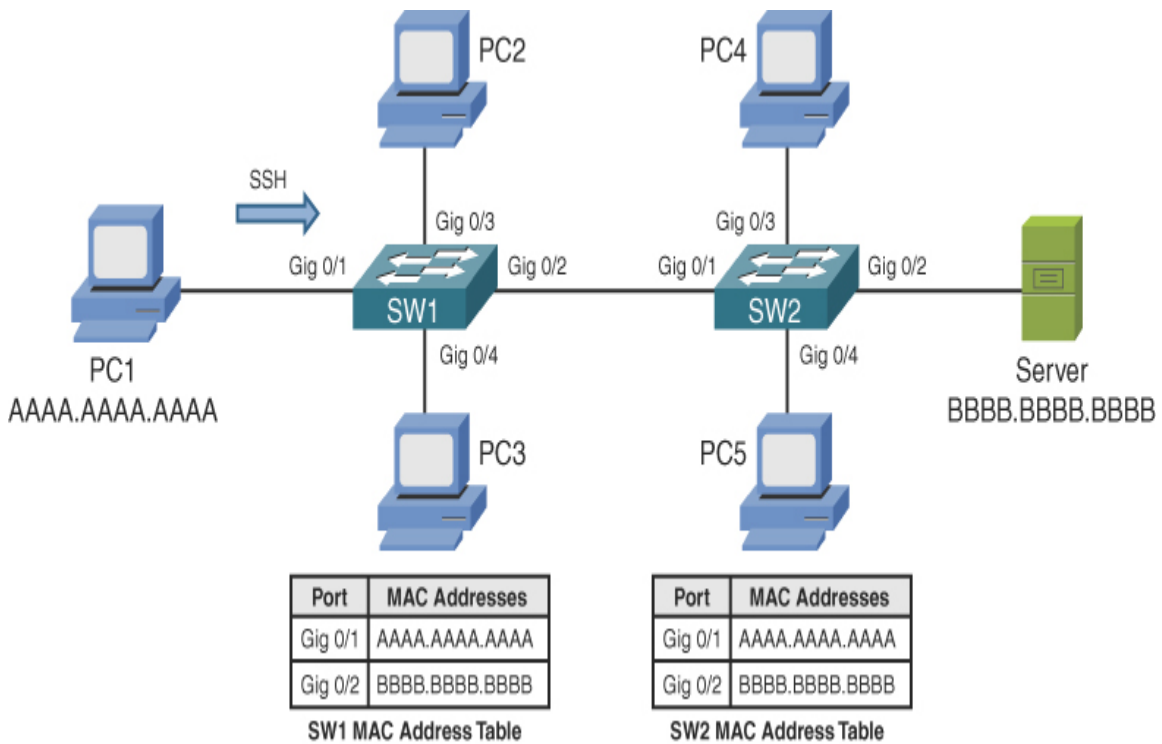 PC2
PC4
SSH
Gig 0/3
Gig 0/3
Gig 0/1
Gig 0/2
Gig 0/1
Gig 0/2
SW1
SW2
Gig 0/4
Gig 0/4
PC1
AAAA.AAAA.AAAA
Server
BBBB.BBBB.BBBB
PC3
PC5
Port MAC Addresses
Gig 0/1 AAAA.AAAA.AAAA
Gig 0/2 BBBB.BBBB.BBBB
SW1 MAC Address Table
Port MAC Addresses
Gig 0/1 AAAA.AAAA.AAAA
Gig 0/2 BBBB.BBBB.BBBB
SW2 MAC Address Table